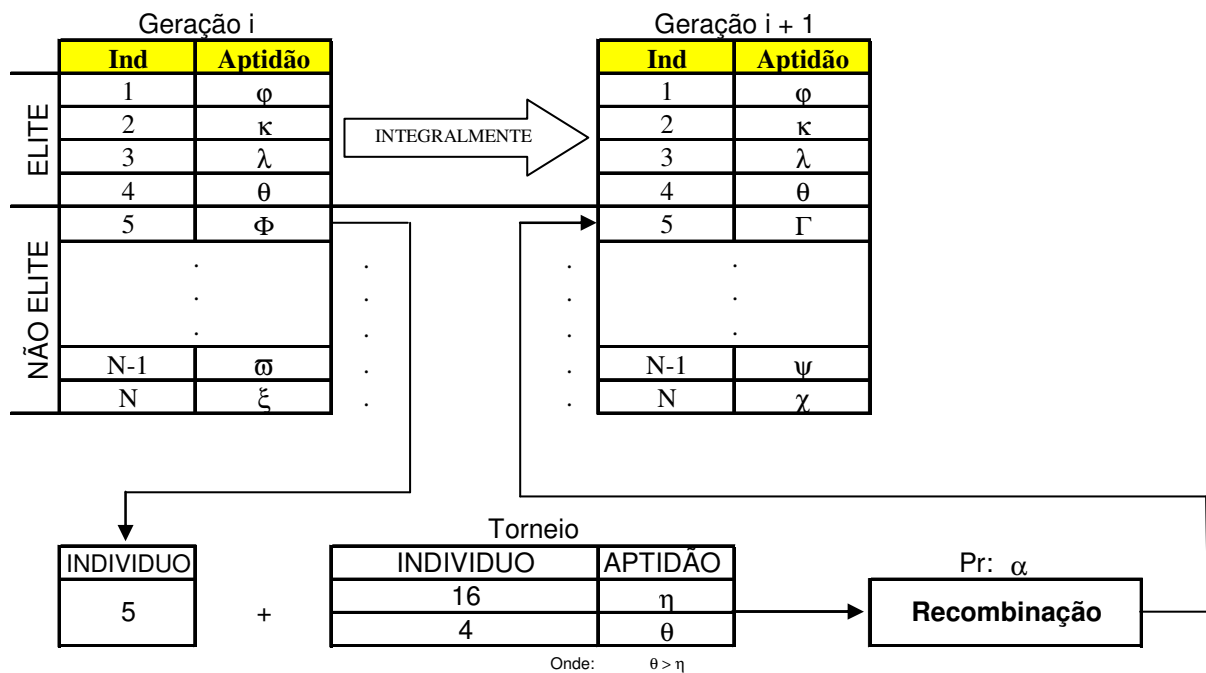 Geração i
Ind Aptidão
ELITE
1 φ
2 κ
3 λ
4 θ
NÃO ELITE
5 Φ
.
.
.
N-1 ϖ
N ξ
. .
. .
. .
. .
. .
INTEGRALMENTE
Geração i + 1
Ind Aptidão
1 φ
2 κ
3 λ
4 θ
5 Γ
.
.
.
N-1 ψ
N χ
INDIVIDUO
5
+
Torneio
INDIVIDUO APTIDÃO
16 η
4 θ
Onde: θ > η
Pr: α
Recombinação